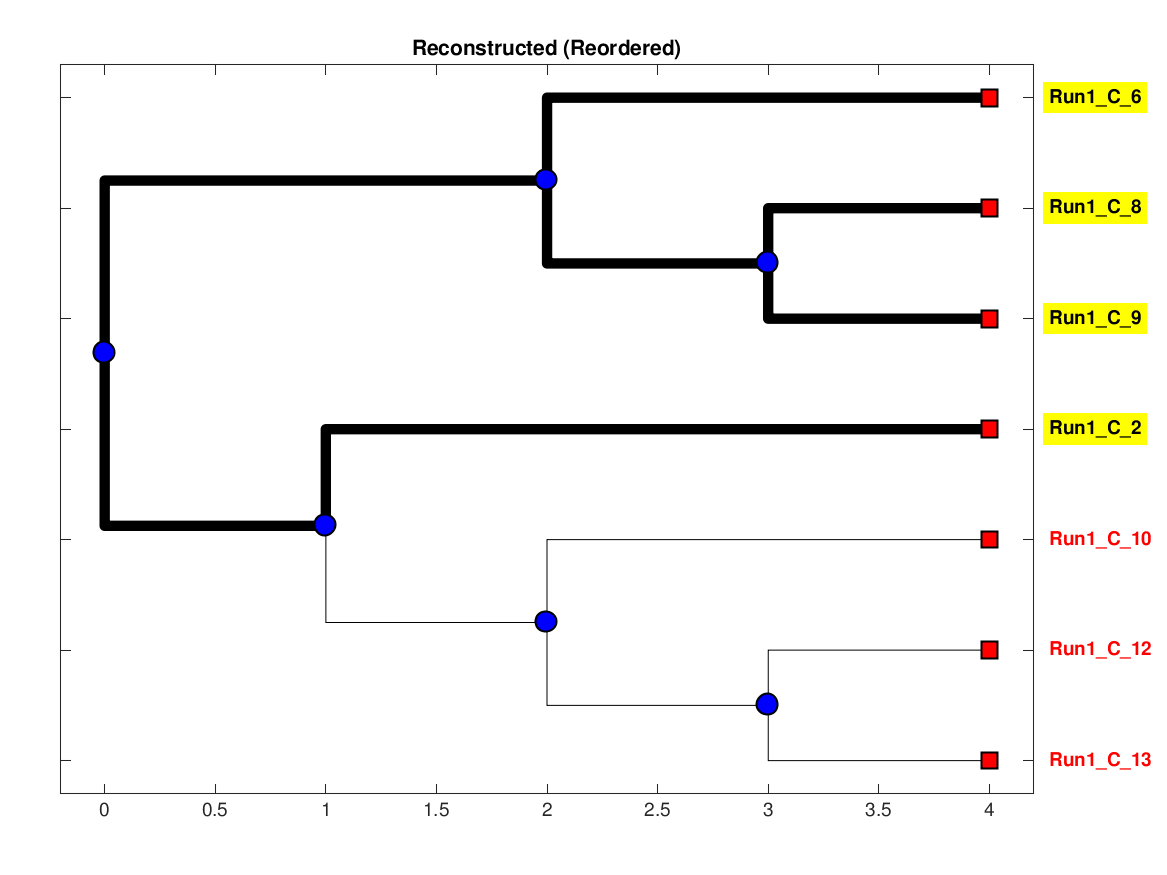 Reconstructed (Reordered)
Run1_C_6
Run1_C_8
Run1_C_9
Run1_C_2
Run1_C_10
Run1_C_12
Run1_C_13
0 0.5 1 1.5 2 2.5 3 3.5 4